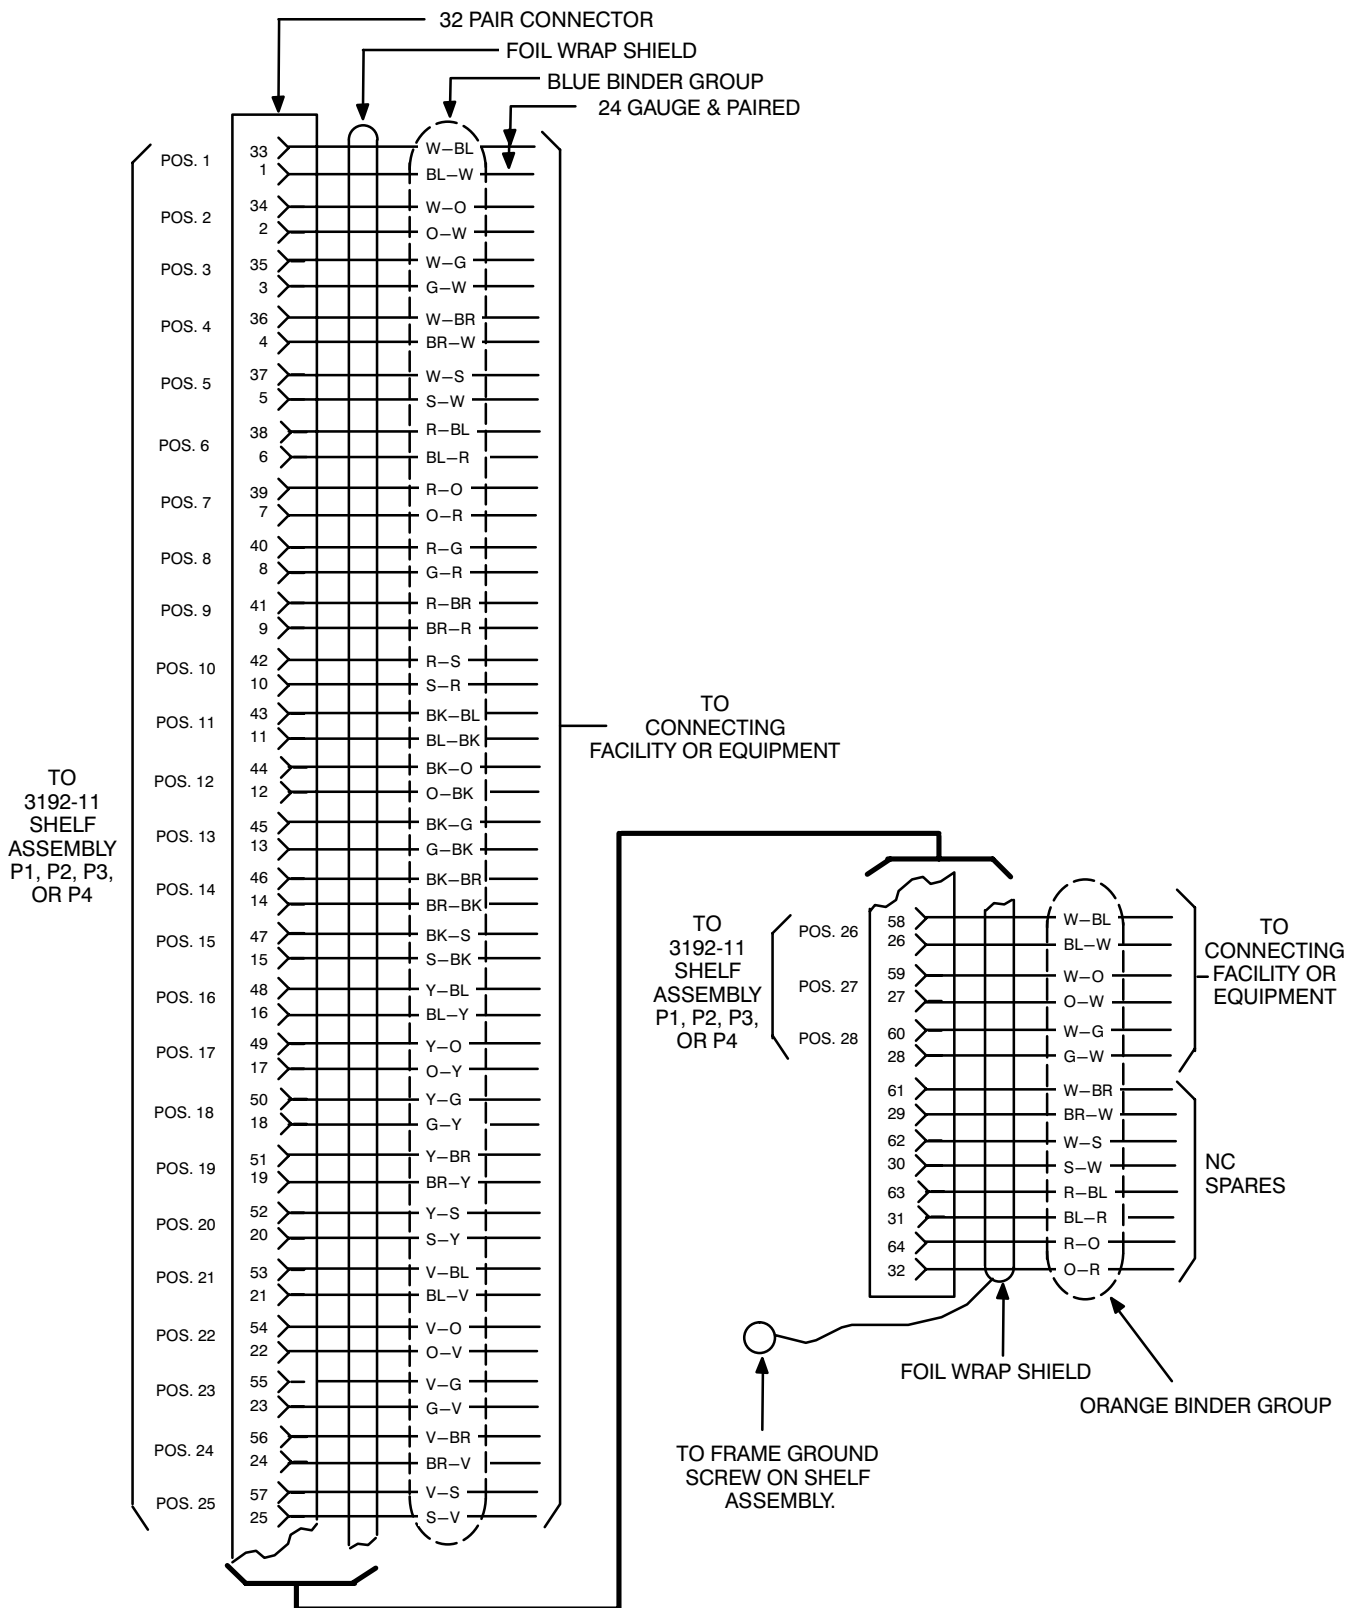 32 PAIR CONNECTOR
FOIL WRAP SHIELD
BLUE BINDER GROUP
24 GAUGE & PAIRED
POS. 1
33 W–BL
1 BL–W
POS. 2
34 W–O
2 O–W
POS. 3
35 W–G
3 G–W
POS. 4
36 W–BR
4 BR–W
POS. 5
37 W–S
5 S–W
POS. 6
38 R–BL
6 BL–R
POS. 7
39 R–O
7 O–R
POS. 8
40 R–G
8 G–R
POS. 9
41 R–BR
9 BR–R
POS. 10
42 R–S
10 S–R
POS. 11
43 BK–BL
11 BL–BK
POS. 12
44 BK–O
12 O–BK
POS. 13
45 BK–G
13 G–BK
POS. 14
46 BK–BR
14 BR–BK
POS. 15
47 BK–S
15 S–BK
POS. 16
48 Y–BL
16 BL–Y
POS. 17
49 Y–O
17 O–Y
POS. 18
50 Y–G
18 G–Y
POS. 19
51 Y–BR
19 BR–Y
POS. 20
52 Y–S
20 S–Y
POS. 21
53 V–BL
21 BL–V
POS. 22
54 V–O
22 O–V
POS. 23
55 V–G
23 G–V
POS. 24
56 V–BR
24 BR–V
POS. 25
57 V–S
25 S–V
TO
3192-11
SHELF
ASSEMBLY
P1, P2, P3,
OR P4
TO
CONNECTING
FACILITY OR EQUIPMENT
TO
3192-11
SHELF
ASSEMBLY
P1, P2, P3,
OR P4
POS. 26
58 W–BL
26 BL–W
POS. 27
59 W–O
27 O–W
POS. 28
60 W–G
28 G–W
61 W–BR
29 BR–W
62 W–S
30 S–W
63 R–BL
31 BL–R
64 R–O
32 O–R
TO
CONNECTING
FACILITY OR
EQUIPMENT
NC
SPARES
FOIL WRAP SHIELD
ORANGE BINDER GROUP
TO FRAME GROUND
SCREW ON SHELF
ASSEMBLY.